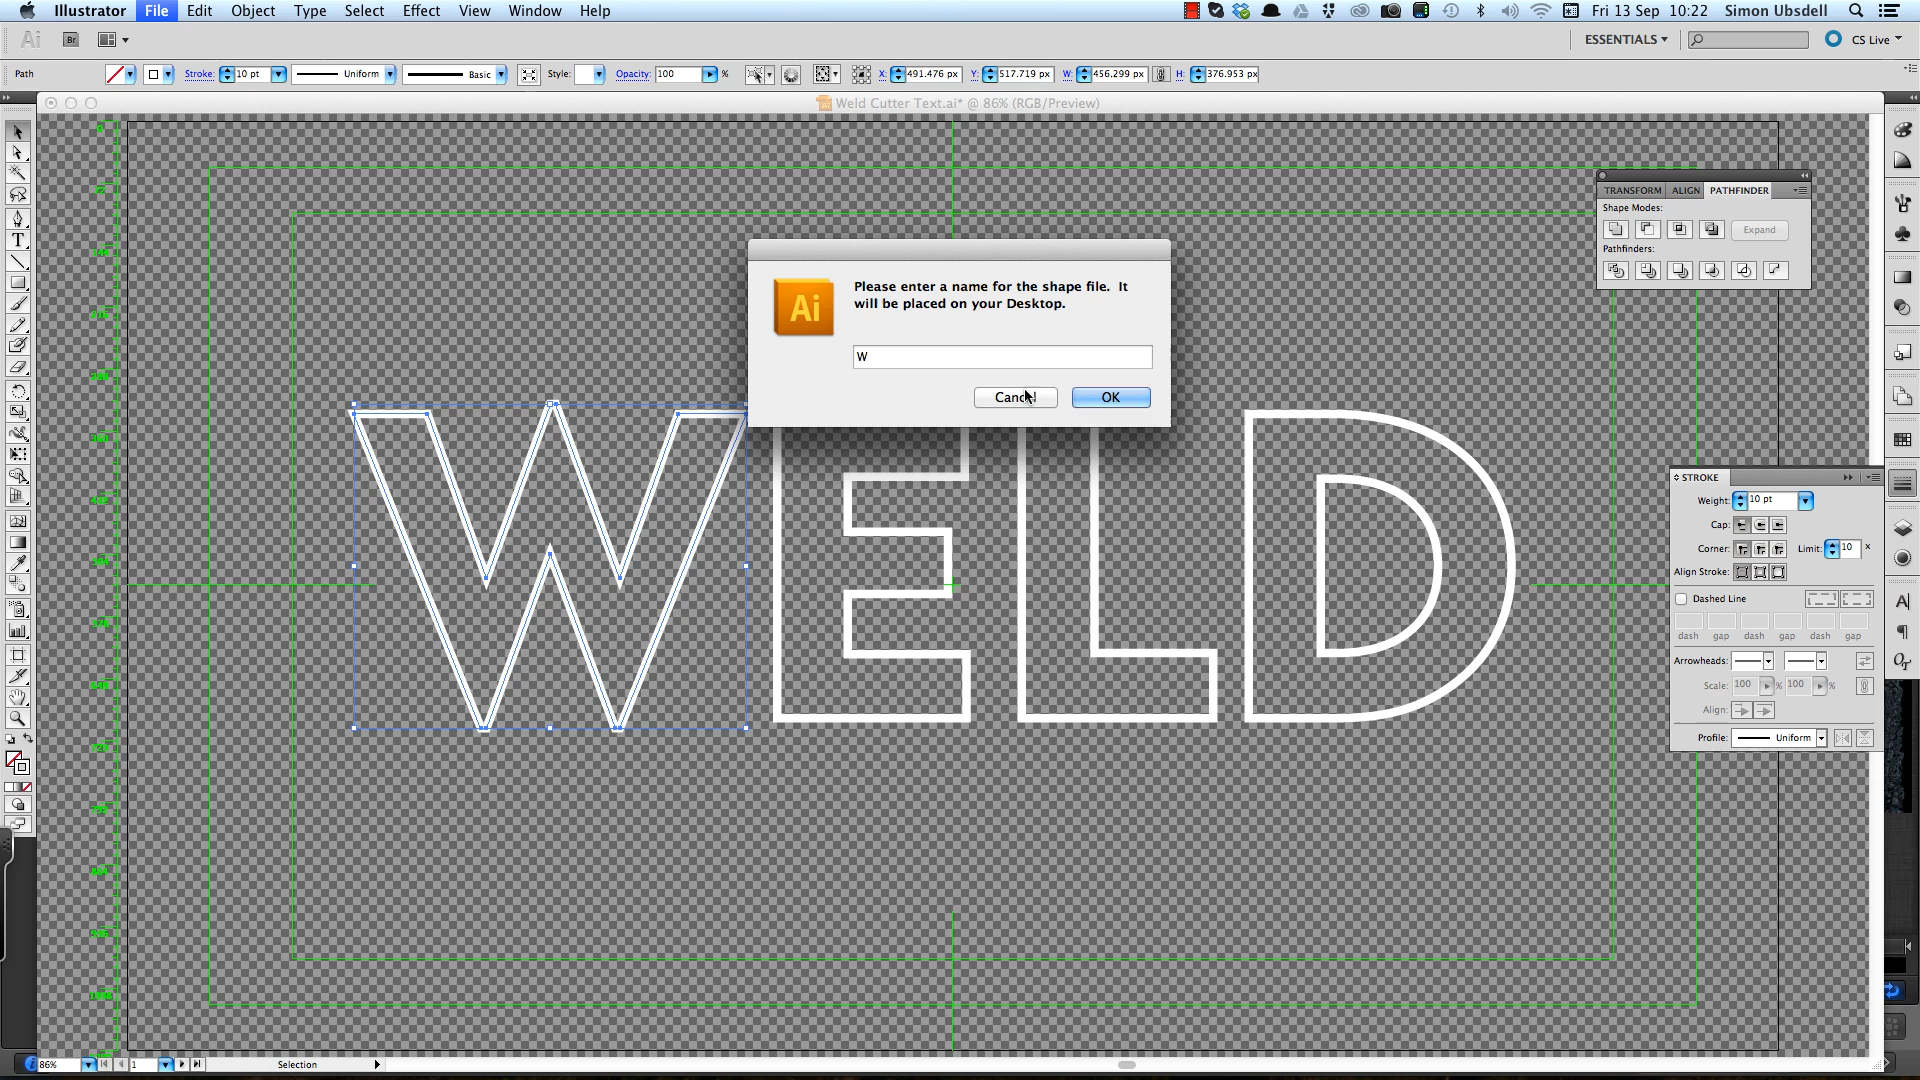 Illustrator File Edit Object Type Select Effect View Window Help
Fri 13 Sep 10:22 Simon Ubsdell
Ai Br ESSENTIALS CS Live
Path Stroke: 10 pt Uniform Basic Style: Opacity: 100 % X: 491.476 px Y: 517.719 px W: 456.299 px H: 376.953 px
Weld Cutter Text.ai* @ 86% (RGB/Preview)
TRANSFORM ALIGN PATHFINDER
Shape Modes:
Expand
Pathfinders:
Ai
Please enter a name for the shape file. It
will be placed on your Desktop.
W
OK
WELD
STROKE
Weight: 10 pt
Cap:
Corner: Limit: 10 x
Align Stroke:
Dashed Line
dash gap dash gap dash gap
Arrowheads:
Scale: 100 % 100 %
Align:
Profile: Uniform
86% 1 Selection